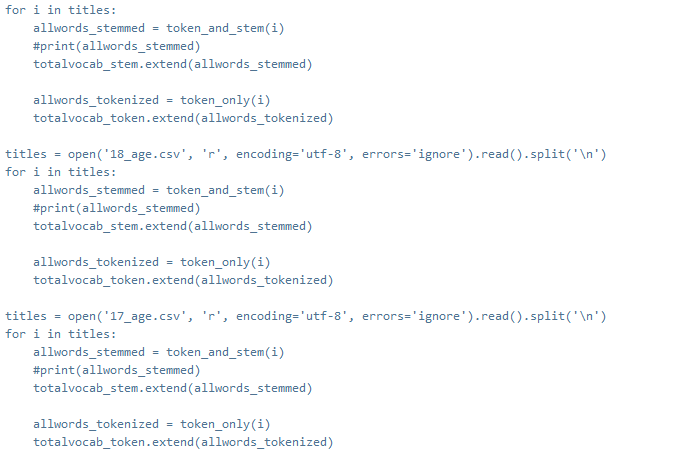 for i in titles:
    allwords_stemmed = token_and_stem(i)
    #print(allwords_stemmed)
    totalvocab_stem.extend(allwords_stemmed)

    allwords_tokenized = token_only(i)
    totalvocab_token.extend(allwords_tokenized)

titles = open('18_age.csv', 'r', encoding='utf-8', errors='ignore').read().split('\n')
for i in titles:
    allwords_stemmed = token_and_stem(i)
    #print(allwords_stemmed)
    totalvocab_stem.extend(allwords_stemmed)

    allwords_tokenized = token_only(i)
    totalvocab_token.extend(allwords_tokenized)

titles = open('17_age.csv', 'r', encoding='utf-8', errors='ignore').read().split('\n')
for i in titles:
    allwords_stemmed = token_and_stem(i)
    #print(allwords_stemmed)
    totalvocab_stem.extend(allwords_stemmed)

    allwords_tokenized = token_only(i)
    totalvocab_token.extend(allwords_tokenized)